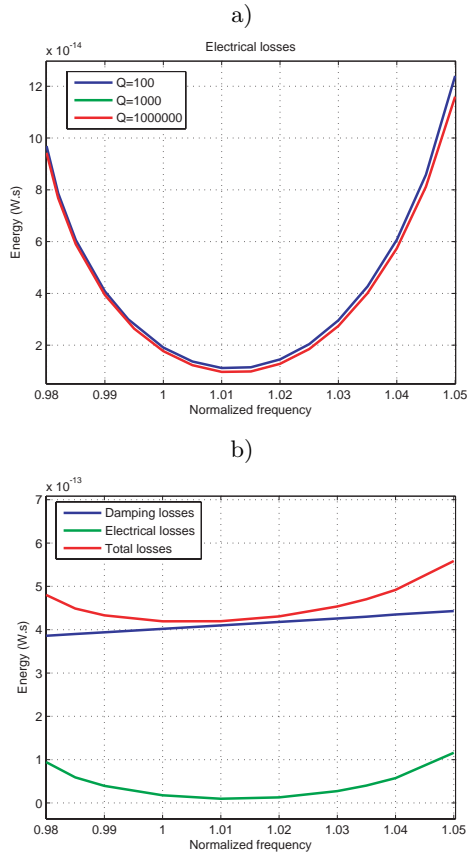 a)
x 10^-14
Electrical losses
Q=100
Q=1000
Q=1000000
12
10
8
6
4
2
Energy (W.s)
0.98 0.99 1 1.01 1.02 1.03 1.04 1.05
Normalized frequency
b)
x 10^-13
Damping losses
Electrical losses
Total losses
7
6
5
4
3
2
1
0
Energy (W.s)
0.98 0.99 1 1.01 1.02 1.03 1.04 1.05
Normalized frequency